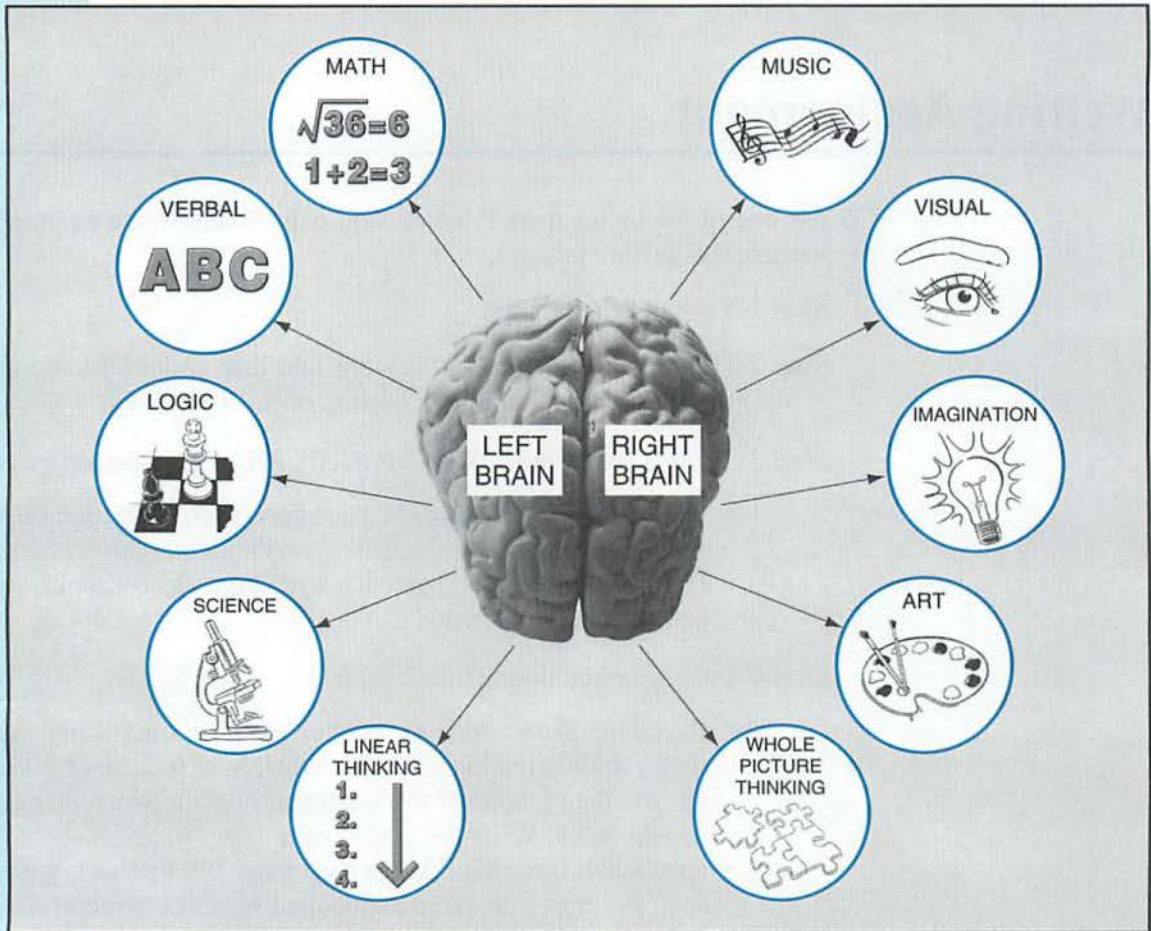 MATH
√36=6
1+2=3
MUSIC
VERBAL
ABC
VISUAL
LOGIC
LEFT
BRAIN
RIGHT
BRAIN
IMAGINATION
SCIENCE
ART
LINEAR
THINKING
1.
2.
3.
4.
WHOLE
PICTURE
THINKING